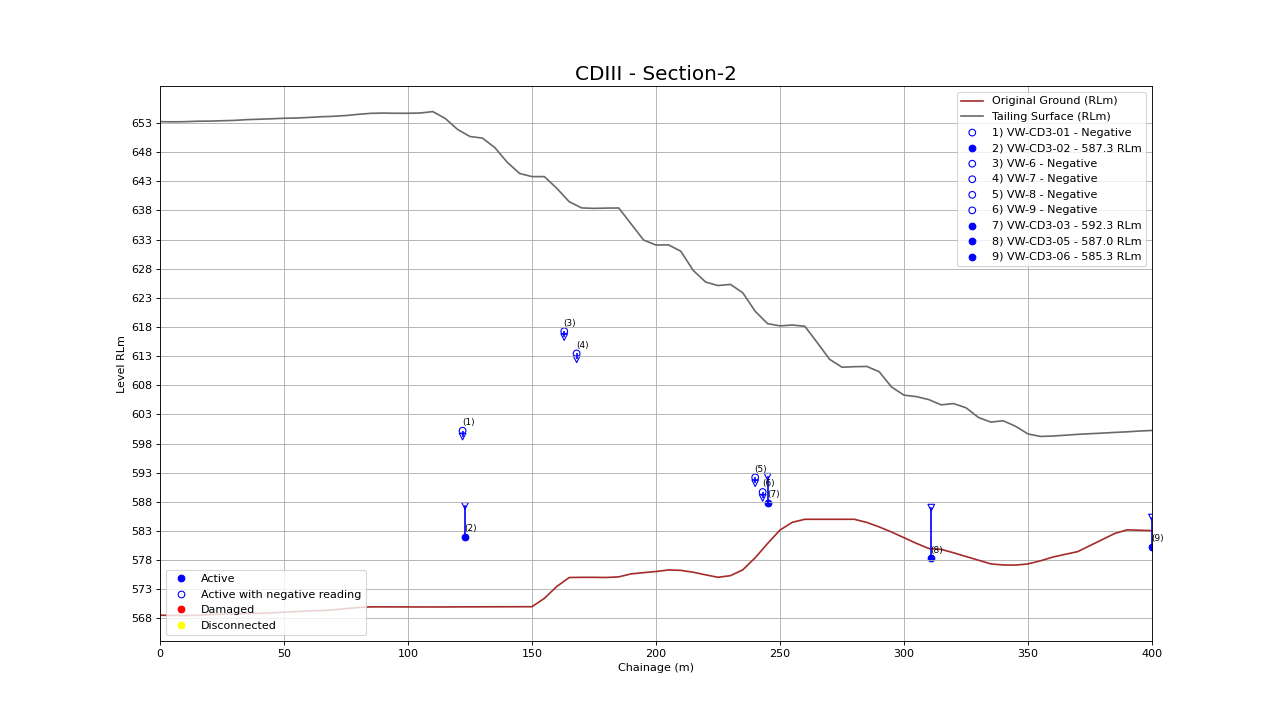 CDIII - Section-2
Original Ground (RLm)
Tailing Surface (RLm)
1) VW-CD3-01 - Negative
2) VW-CD3-02 - 587.3 RLm
3) VW-6 - Negative
4) VW-7 - Negative
5) VW-8 - Negative
6) VW-9 - Negative
7) VW-CD3-03 - 592.3 RLm
8) VW-CD3-05 - 587.0 RLm
9) VW-CD3-06 - 585.3 RLm
653
648
643
638
633
628
623
618
613
608
603
598
593
588
583
578
573
568
Level RLm
(3)
(4)
(1)
(5)
(6)
(7)
(2)
(8)
(9)
Active
Active with negative reading
Damaged
Disconnected
0 50 100 150 200 250 300 350 400
Chainage (m)